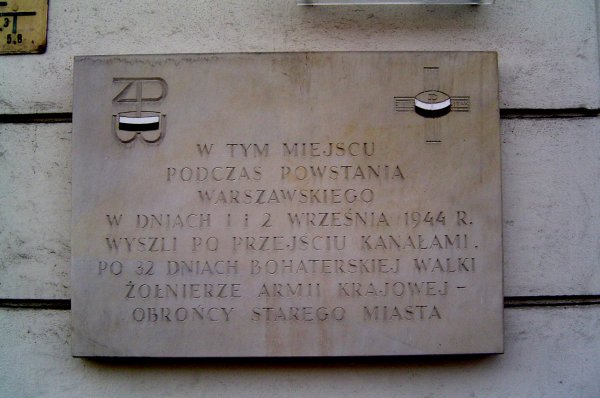 W TYM MIEJSCU
PODCZAS POWSTANIA
WARSZAWSKIEGO
W DNIACH 1 i 2 WRZEŚNIA 1944 R.
WYSZLI PO PRZEJŚCIU KANAŁAMI.
PO 32 DNIACH BOHATERSKIEJ WALKI
ŻOŁNIERZE ARMII KRAJOWEJ –
OBROŃCY STAREGO MIASTA